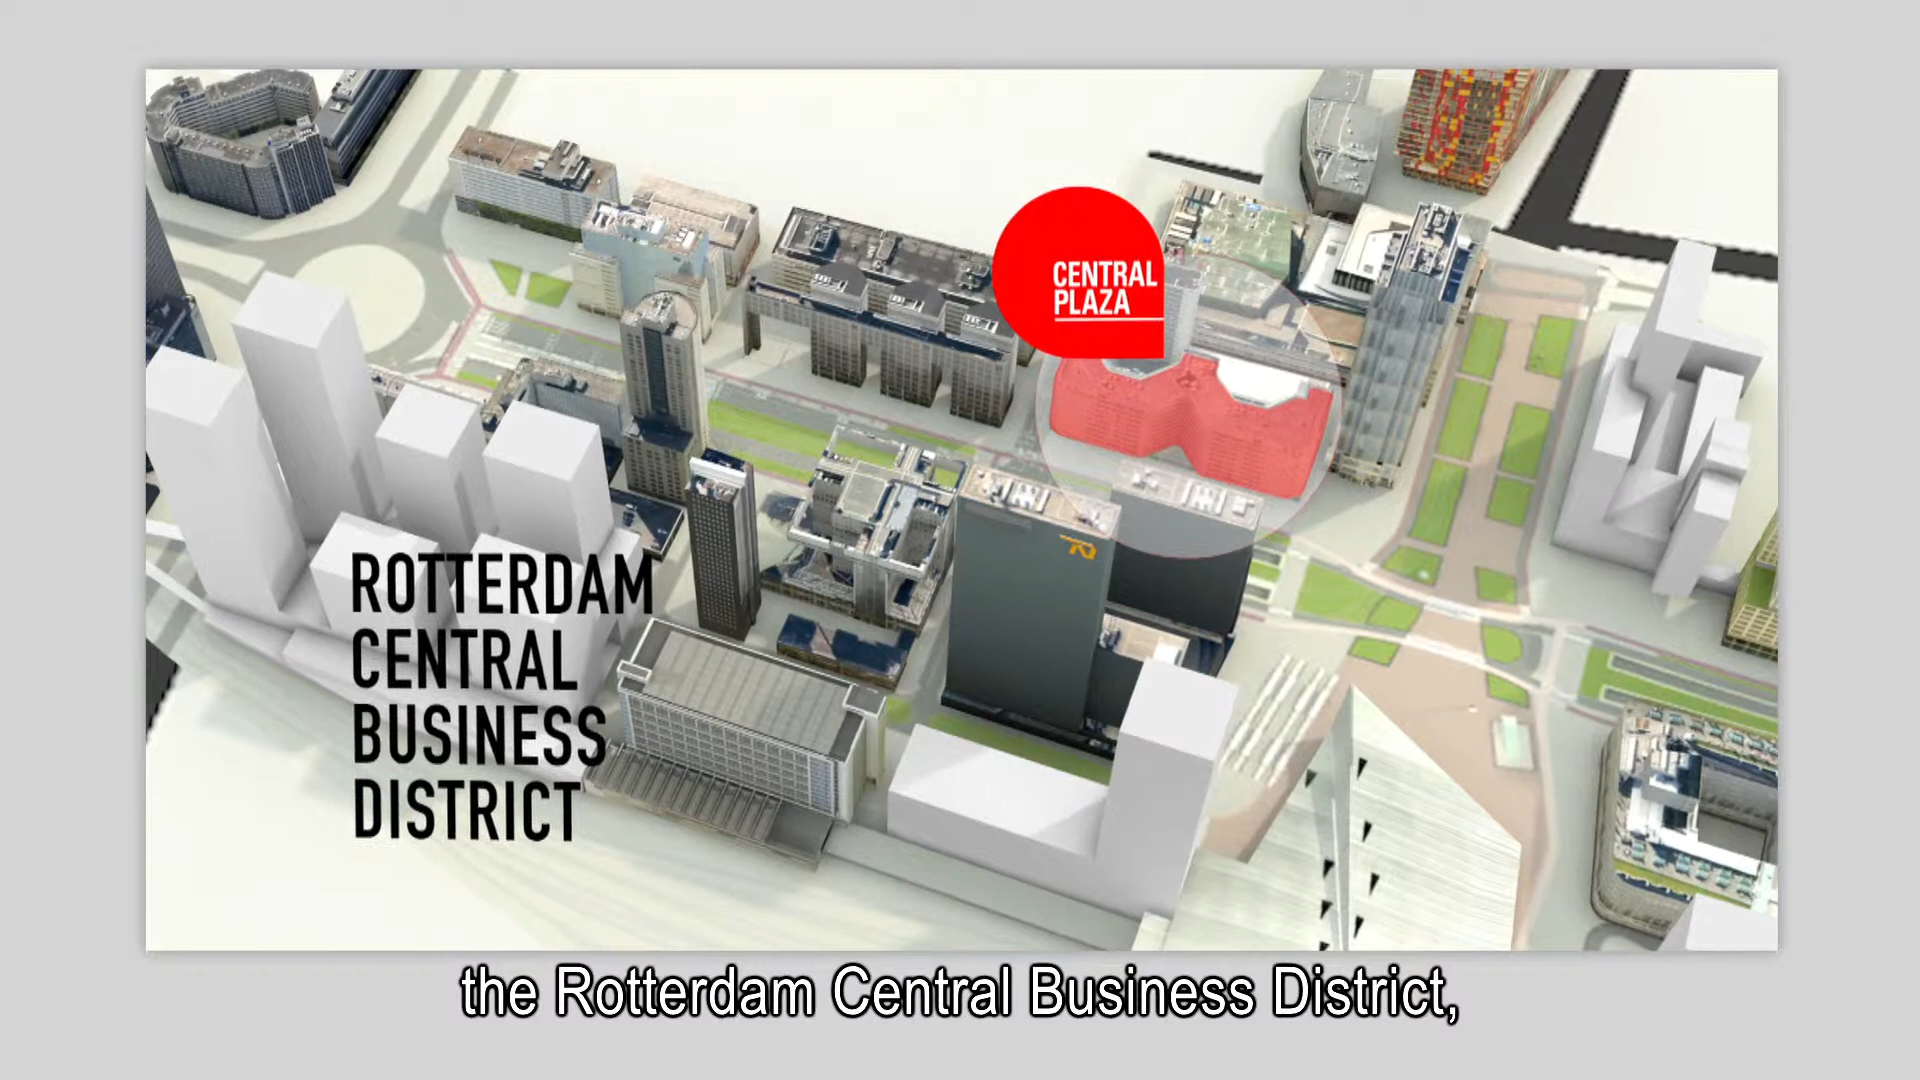 CENTRAL
PLAZA
ROTTERDAM
CENTRAL
BUSINESS
DISTRICT
the Rotterdam Central Business District,